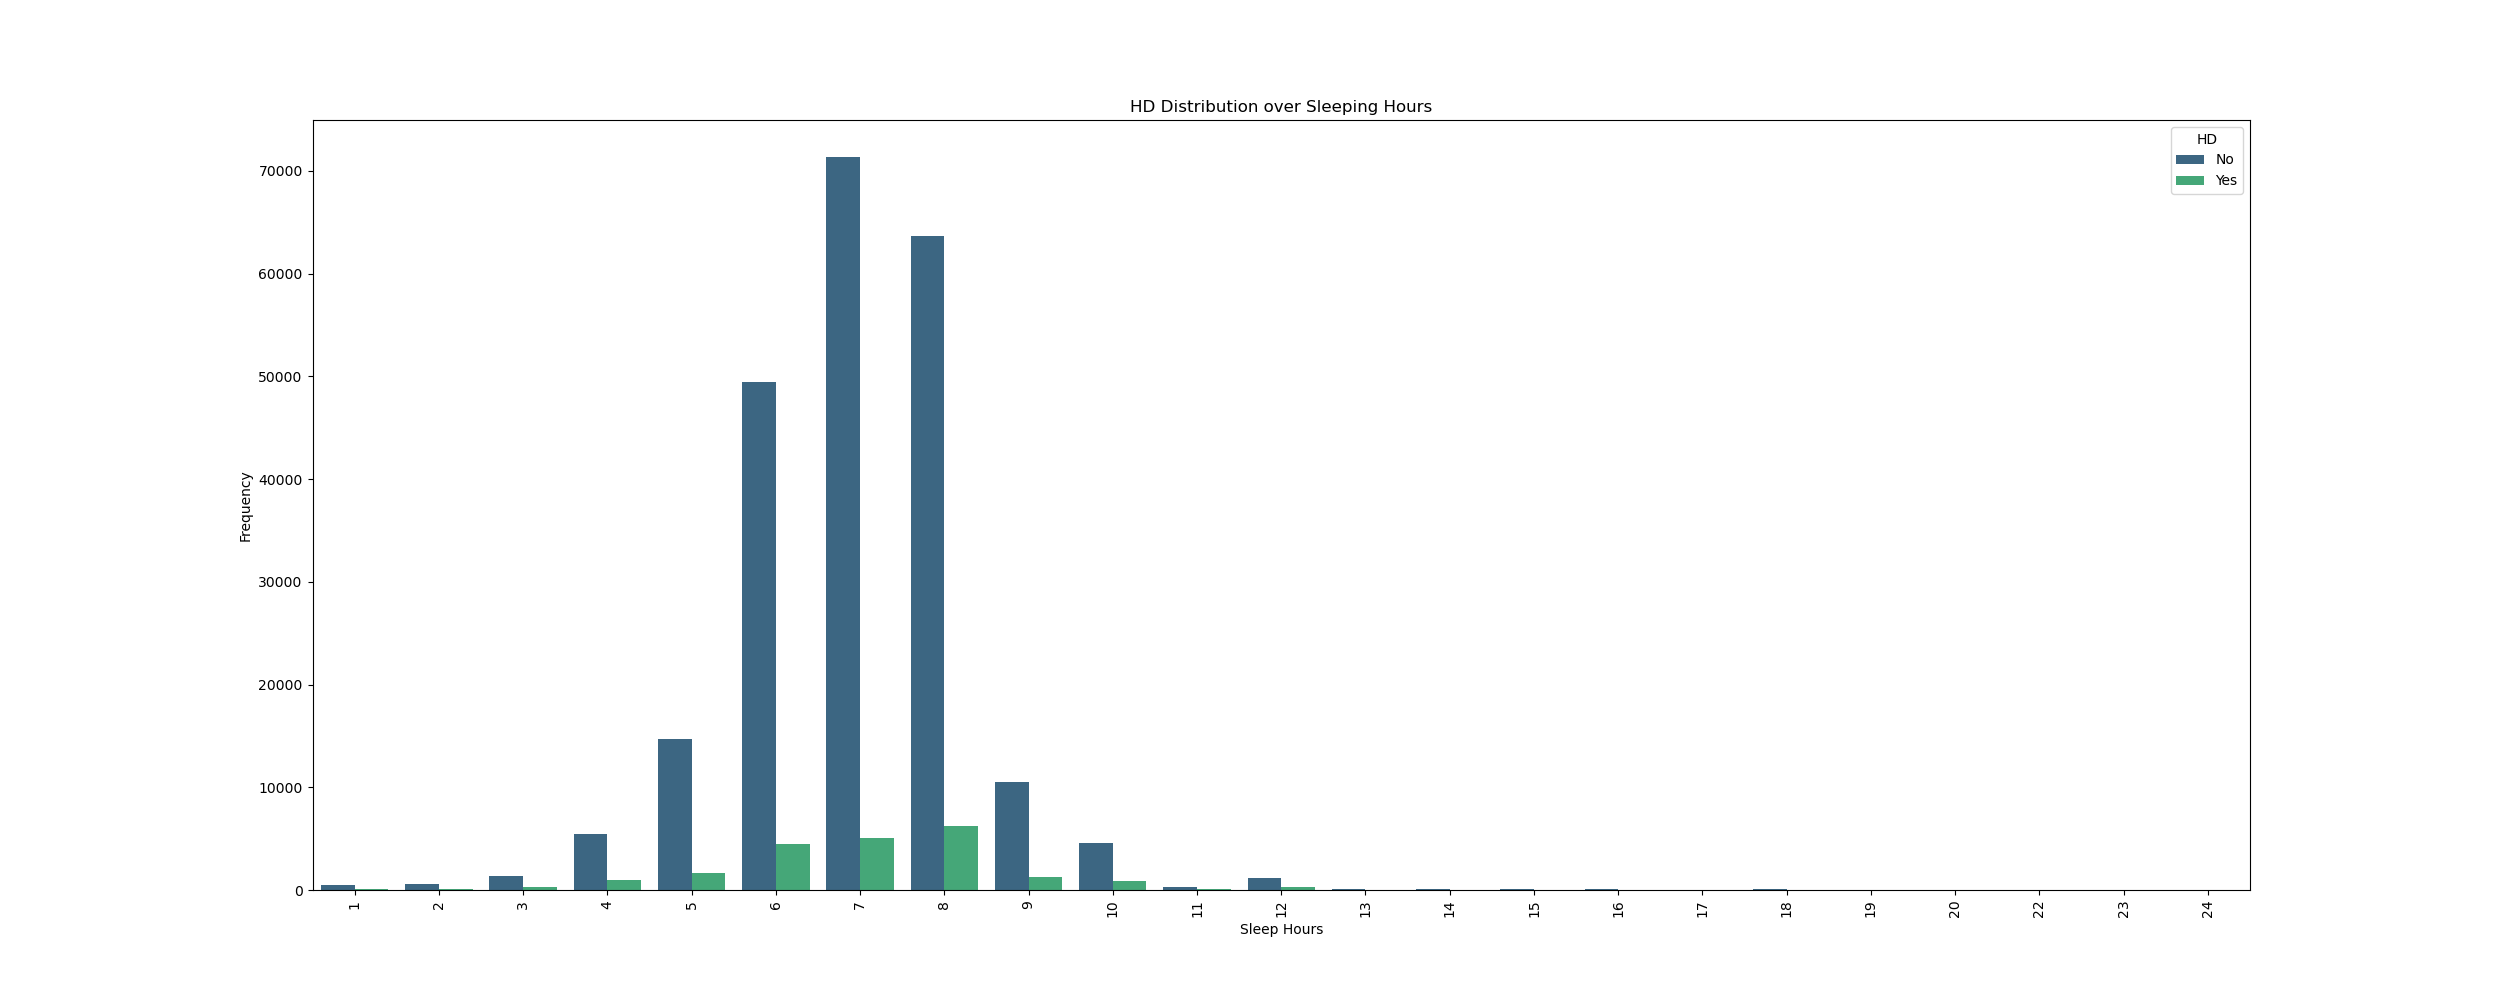 HD Distribution over Sleeping Hours
HD
No
Yes
70000
60000
50000
40000
30000
20000
10000
0
Frequency
1 2 3 4 5 6 7 8 9 10 11 12 13 14 15 16 17 18 19 20 22 23 24
Sleep Hours